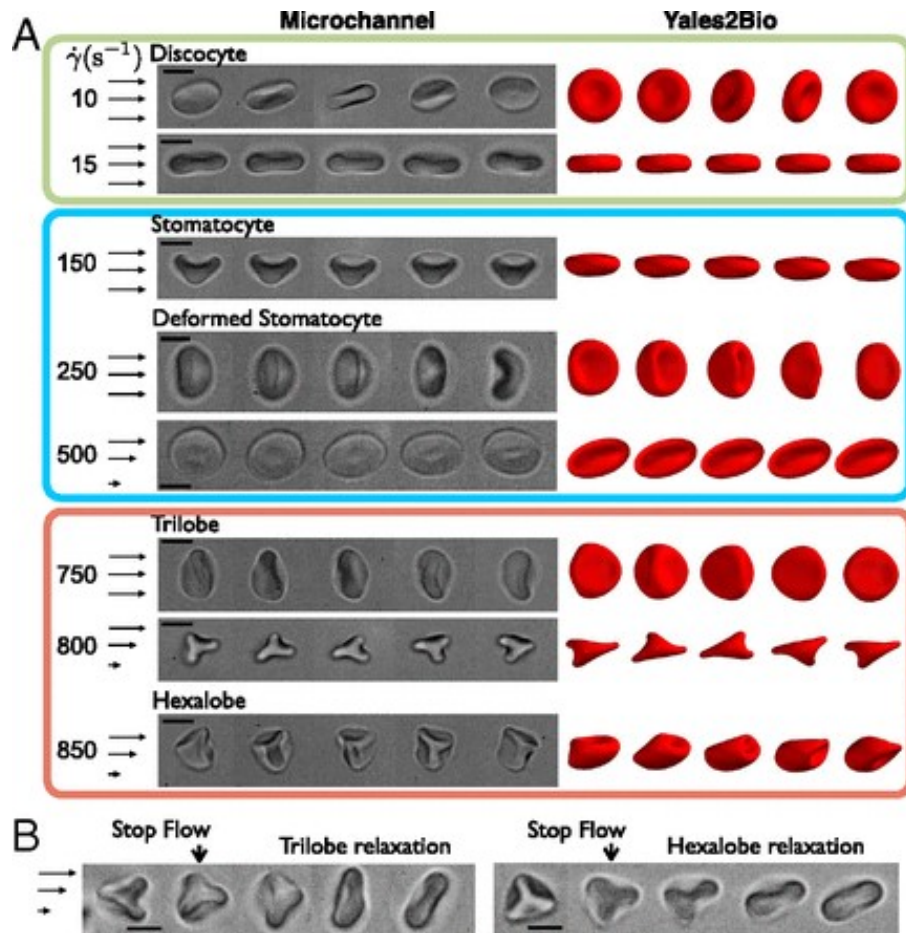 Microchannel Yales2Bio
A
γ̇(s⁻¹) Discocyte
10
15
Stomatocyte
150
Deformed Stomatocyte
250
500
Trilobe
750
800
Hexalobe
850
B
Stop Flow Trilobe relaxation Stop Flow Hexalobe relaxation